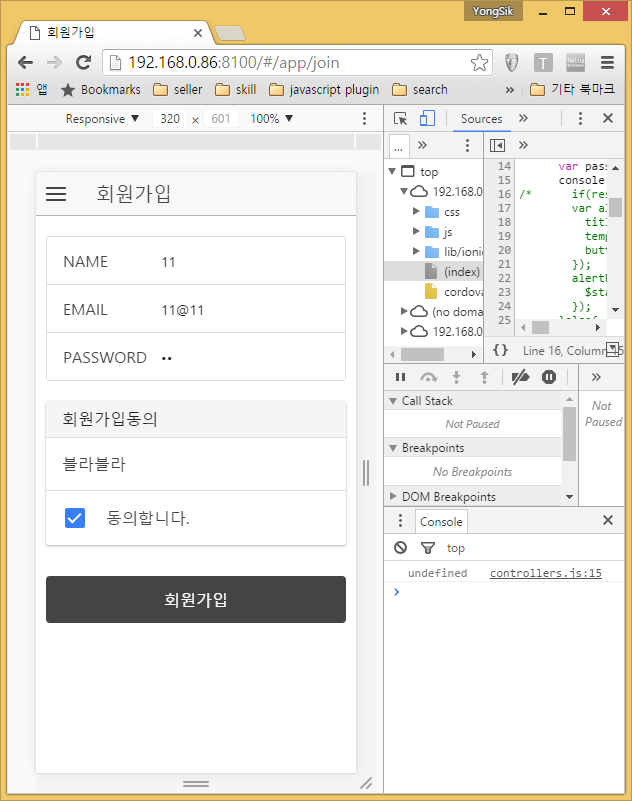 YongSik
회원가입
192.168.0.86:8100/#/app/join
앱 Bookmarks seller skill javascript plugin search » 기타 북마크
Responsive ▼ 320 × 601 100% ▼
Sources »
... »
회원가입
NAME 11
EMAIL 11@11
PASSWORD ••
회원가입동의
블라블라
동의합니다.
회원가입
top
192.168.0
css
js
lib/ionic
(index)
cordova
(no doma
192.168.0
14 var pass
15 console
16 /* if(res
17 var al
18 titl
19 temp
20 butt
21 });
22 alertP
23 $sta
24 });
25 }else{
{} Line 16, Column 5
»
Call Stack
Not Paused
Breakpoints
No Breakpoints
DOM Breakpoints
Not
Paused
Console
top
undefined controllers.js:15
>